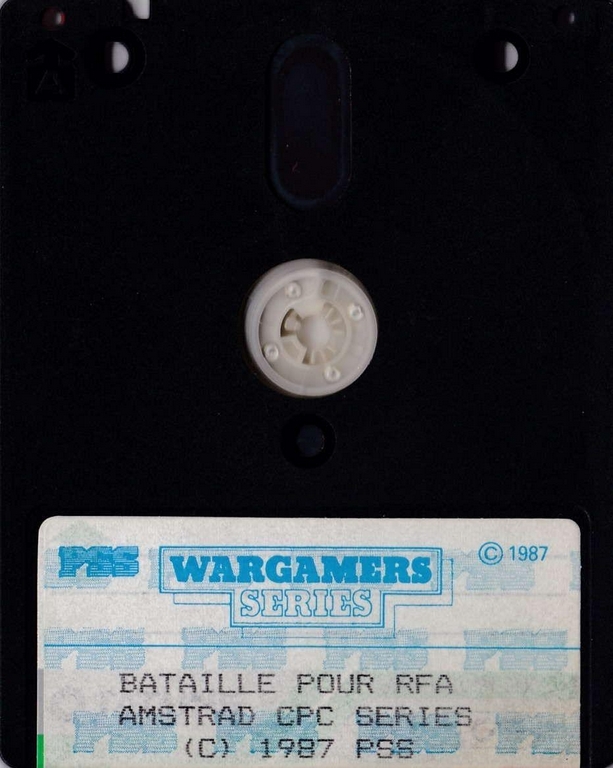 PSS WARGAMERS © 1987
SERIES
BATAILLE POUR RFA
AMSTRAD CPC SERIES
(C) 1987 PSS